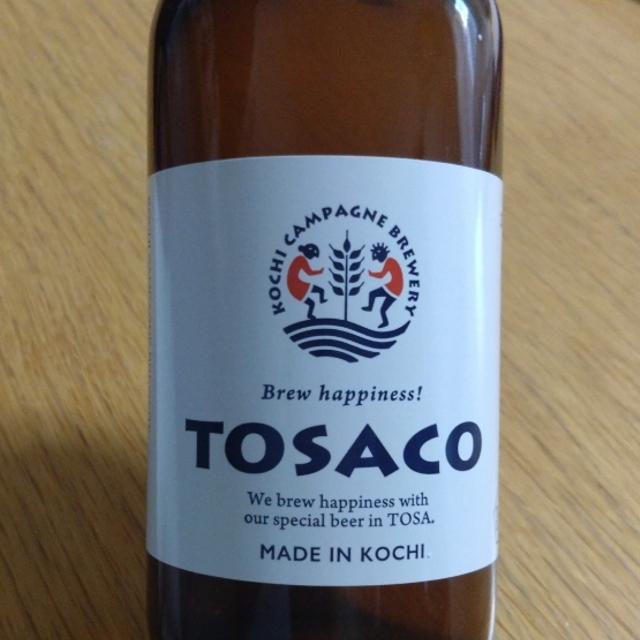 KOCHI CAMPAGNE BREWERY
Brew happiness!
TOSACO
We brew happiness with
our special beer in TOSA.
MADE IN KOCHI